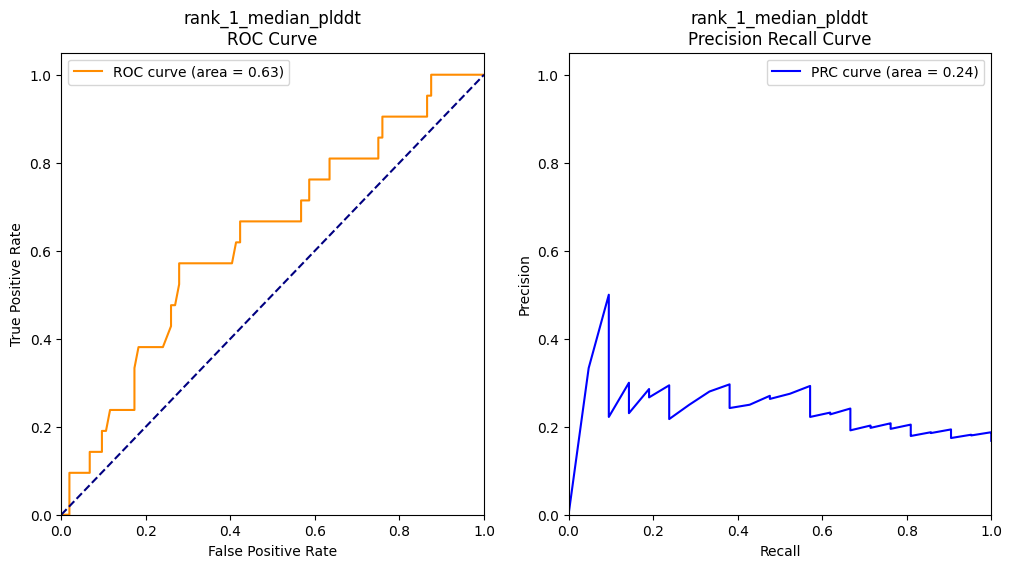 rank_1_median_plddt
ROC Curve
ROC curve (area = 0.63)
True Positive Rate
1.0
0.8
0.6
0.4
0.2
0.0
0.0 0.2 0.4 0.6 0.8 1.0
False Positive Rate
rank_1_median_plddt
Precision Recall Curve
PRC curve (area = 0.24)
Precision
1.0
0.8
0.6
0.4
0.2
0.0
0.0 0.2 0.4 0.6 0.8 1.0
Recall